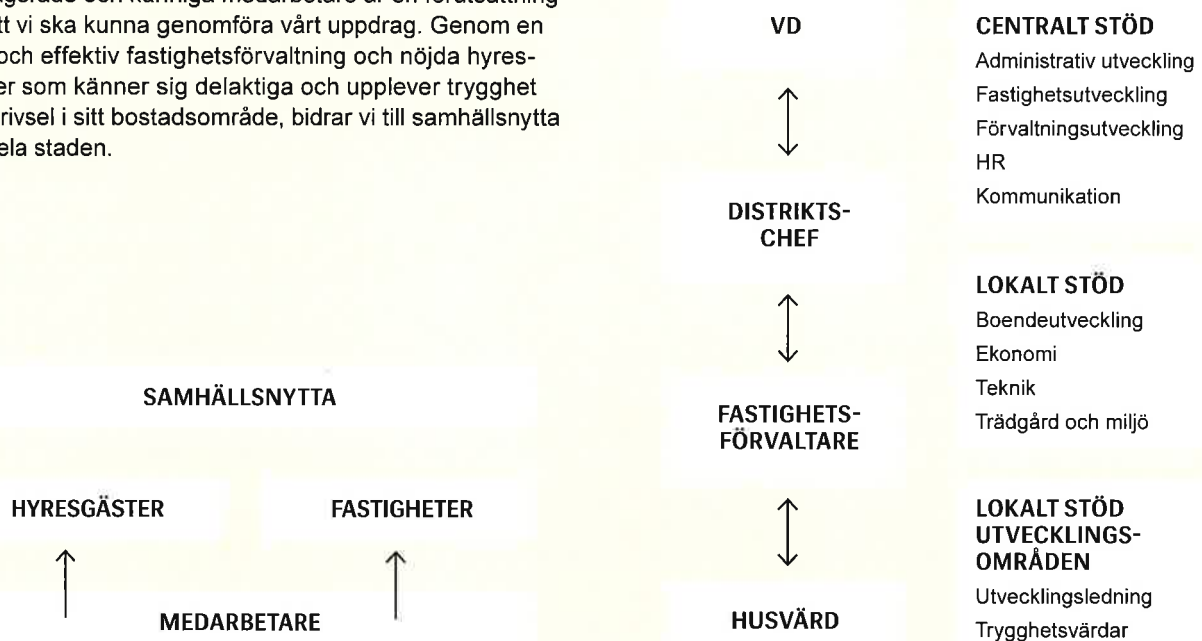 tt vi ska kunna genomföra vårt uppdrag. Genom en
och effektiv fastighetsförvaltning och nöjda hyres-
er som känner sig delaktiga och upplever trygghet
rivsel i sitt bostadsområde, bidrar vi till samhällsnytta
ela staden.
SAMHÄLLSNYTTA
HYRESGÄSTER
FASTIGHETER
MEDARBETARE
VD
DISTRIKTS-
CHEF
FASTIGHETS-
FÖRVALTARE
HUSVÄRD
CENTRALT STÖD
Administrativ utveckling
Fastighetsutveckling
Förvaltningsutveckling
HR
Kommunikation
LOKALT STÖD
Boendeutveckling
Ekonomi
Teknik
Trädgård och miljö
LOKALT STÖD
UTVECKLINGS-
OMRÅDEN
Utvecklingsledning
Trygghetsvärdar